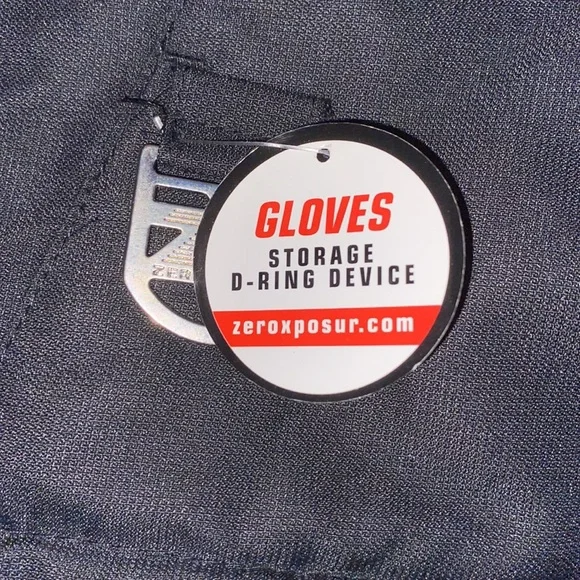 GLOVES
STORAGE
D-RING DEVICE
zeroxposur.com